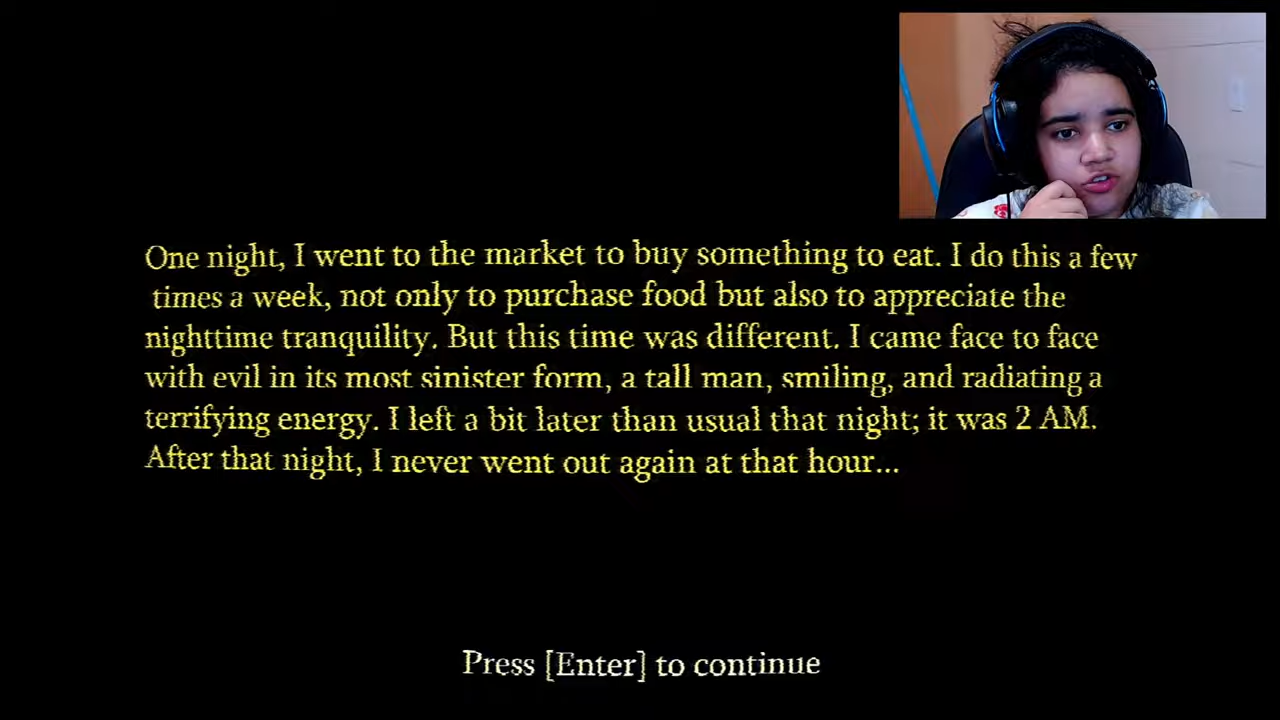 One night, I went to the market to buy something to eat. I do this a few
times a week, not only to purchase food but also to appreciate the
nighttime tranquility. But this time was different. I came face to face
with evil in its most sinister form, a tall man, smiling, and radiating a
terrifying energy. I left a bit later than usual that night; it was 2 AM.
After that night, I never went out again at that hour...
Press [Enter] to continue